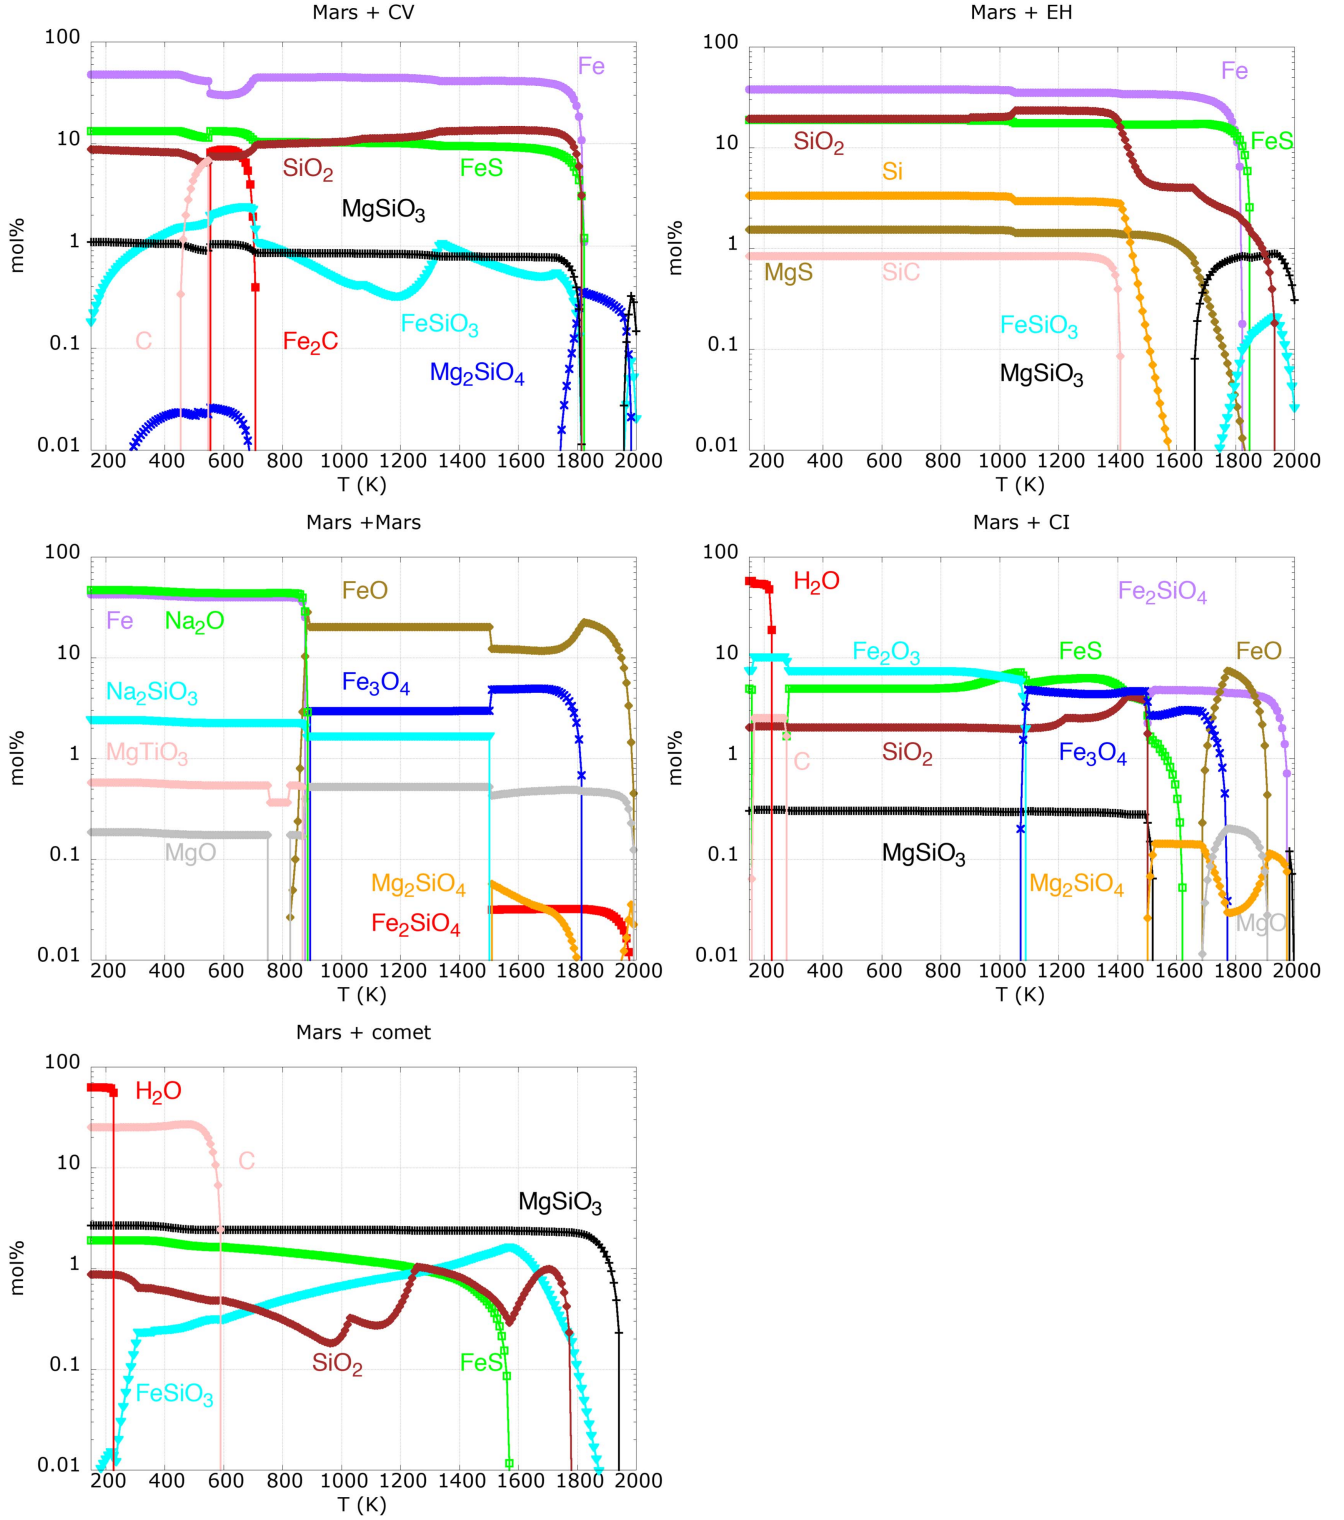 Mars + CV
100
10
1
0.1
0.01
mol%
Fe
SiO2
FeS
MgSiO3
C
Fe2C
FeSiO3
Mg2SiO4
200 400 600 800 1000 1200 1400 1600 1800 2000
T (K)
Mars + EH
100
10
1
0.1
0.01
mol%
Fe
SiO2
FeS
Si
MgS
SiC
FeSiO3
MgSiO3
200 400 600 800 1000 1200 1400 1600 1800 2000
T (K)
Mars +Mars
100
10
1
0.1
0.01
mol%
FeO
Fe
Na2O
Na2SiO3
Fe3O4
MgTiO3
MgO
Mg2SiO4
Fe2SiO4
200 400 600 800 1000 1200 1400 1600 1800 2000
T (K)
Mars + CI
100
10
1
0.1
0.01
mol%
H2O
Fe2SiO4
Fe2O3
FeS
FeO
C
SiO2
Fe3O4
MgSiO3
Mg2SiO4
MgO
200 400 600 800 1000 1200 1400 1600 1800 2000
T (K)
Mars + comet
100
10
1
0.1
0.01
mol%
H2O
C
MgSiO3
SiO2
FeS
FeSiO3
200 400 600 800 1000 1200 1400 1600 1800 2000
T (K)